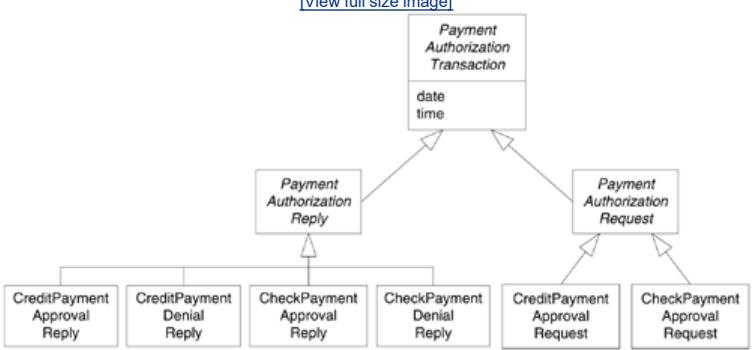 [View full size image]
Payment
Authorization
Transaction
date
time
Payment
Authorization
Reply
Payment
Authorization
Request
CreditPayment
Approval
Reply
CreditPayment
Denial
Reply
CheckPayment
Approval
Reply
CheckPayment
Denial
Reply
CreditPayment
Approval
Request
CheckPayment
Approval
Request